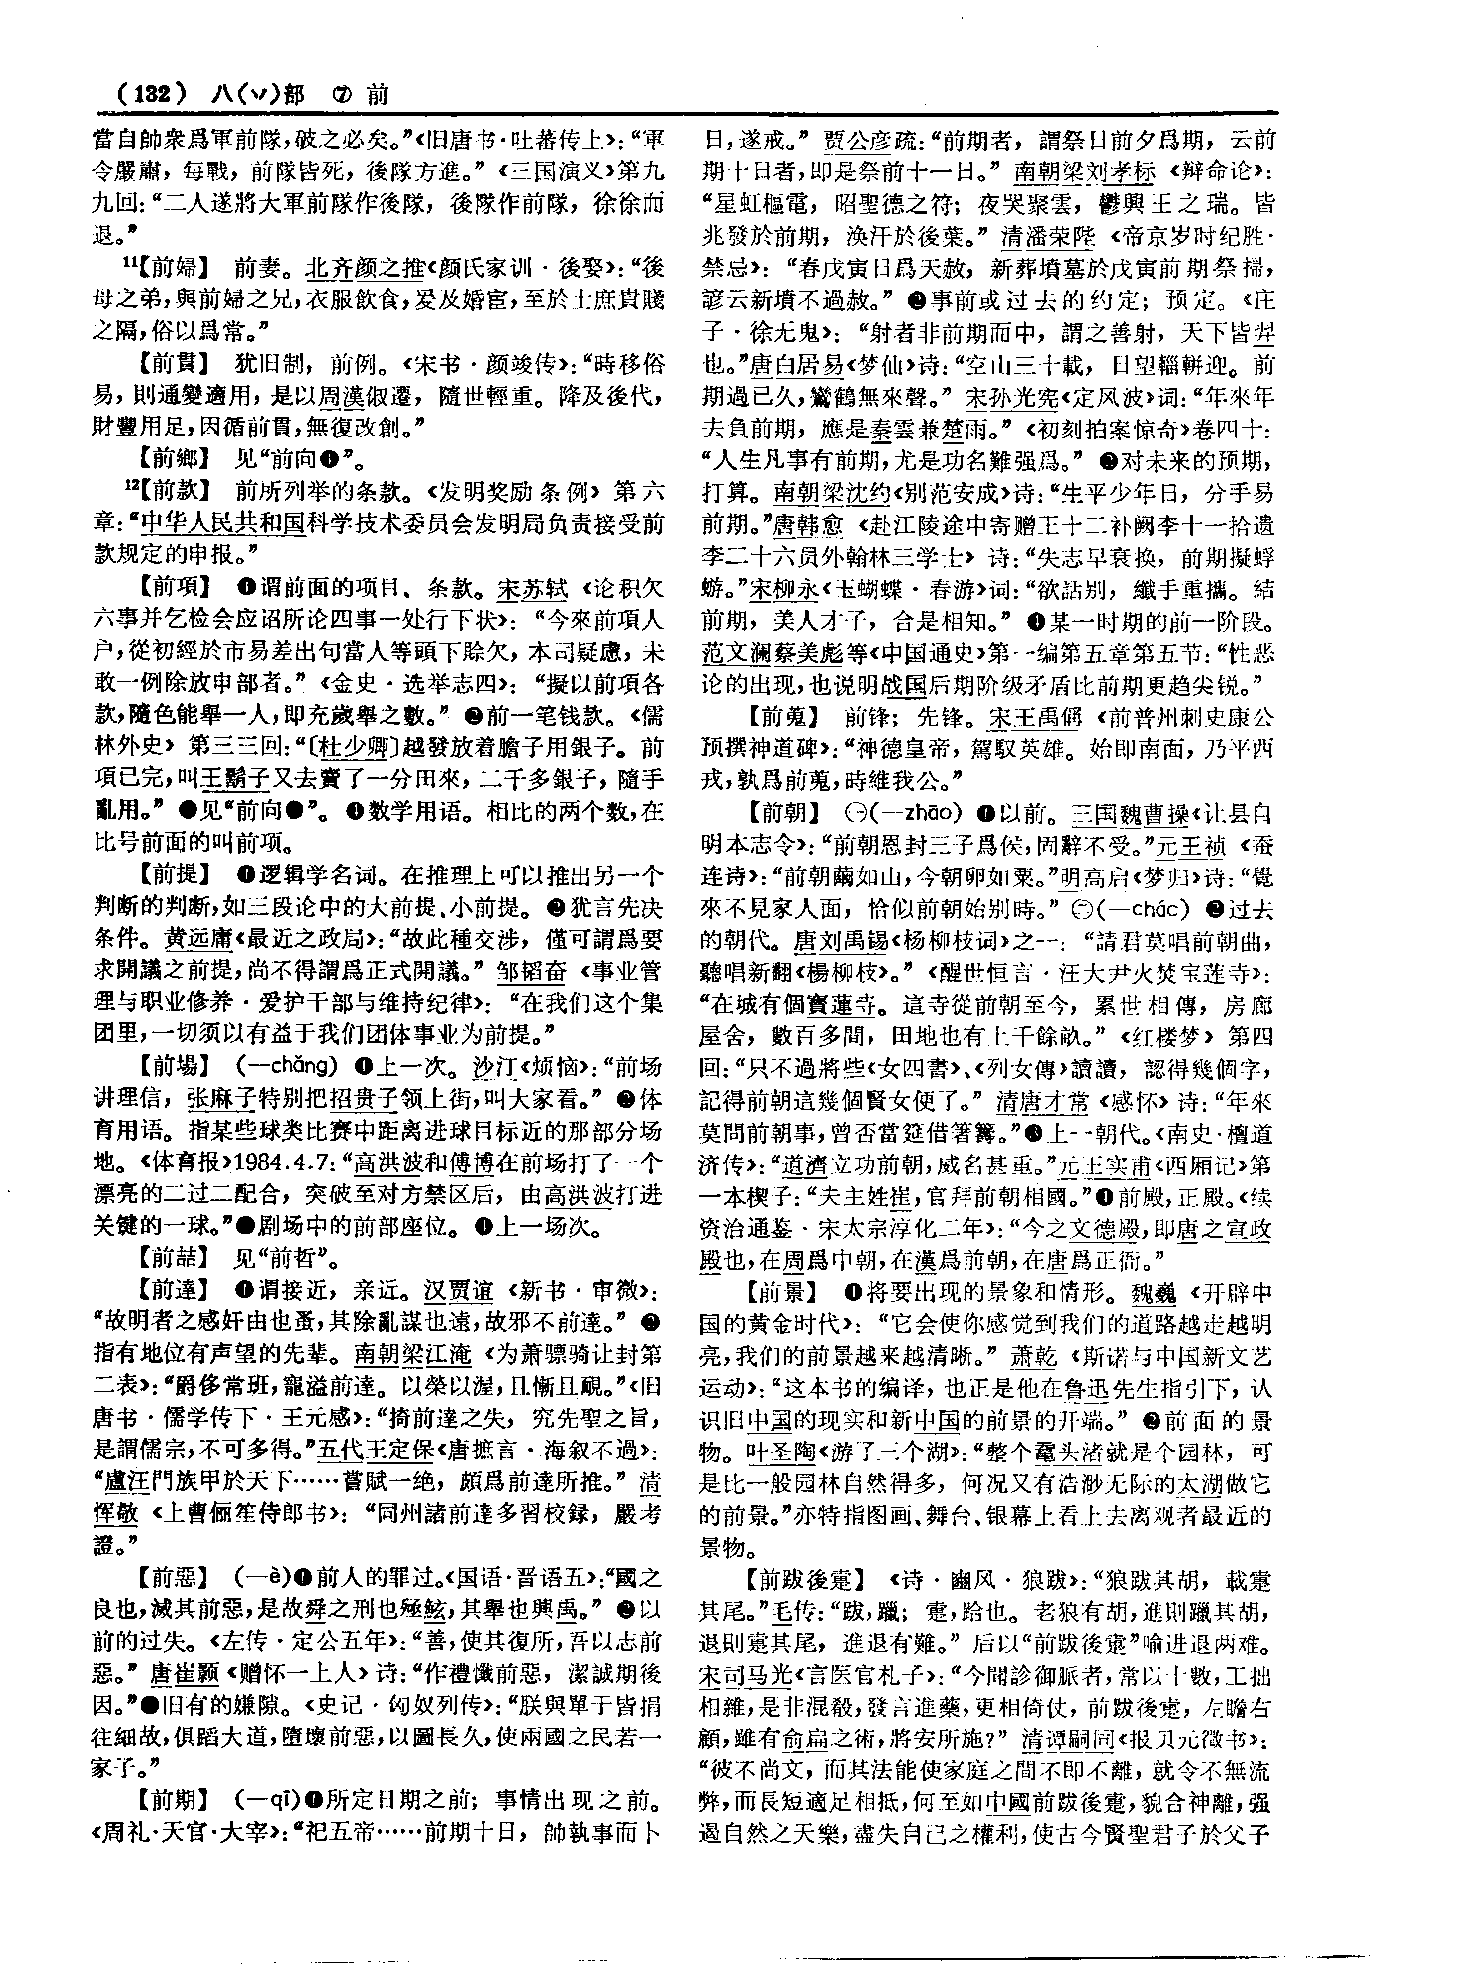 (132) 八(丷)部 ⑦ 前
當自帥衆爲軍前隊,破之必矣。”《旧唐书·吐蕃传上》:“軍
令嚴肅，每戰，前隊皆死，後隊方進。”《三国演义》第九
九回:“二人遂將大軍前隊作後隊，後隊作前隊，徐徐而
退。”
11【前婦】 前妻。北齐颜之推《颜氏家训·後娶》:“後
母之弟,與前婦之兄,衣服飲食,爰及婚宦,至於士庶貴賤
之隔,俗以爲常。”
【前貫】 犹旧制，前例。《宋书·颜竣传》:“時移俗
易，則通變適用，是以周漢俶遷，隨世輕重。降及後代，
財豐用足,因循前貫,無復改創。”
【前鄉】 见“前向❶”。
12【前款】 前所列举的条款。《发明奖励条例》第六
章:“中华人民共和国科学技术委员会发明局负责接受前
款规定的申报。”
【前項】 ❶谓前面的项目、条款。宋苏轼《论积欠
六事并乞检会应诏所论四事一处行下状》:“今來前項人
户,從初經於市易差出句當人等頭下賒欠，本司疑慮，未
敢一例除放申部者。”《金史·选举志四》:“擬以前項各
款,隨色能舉一人,即充歲舉之數。”❷前一笔钱款。《儒
林外史》第三三回:“〔杜少卿〕越發放着膽子用銀子。前
項已完,叫王鬍子又去賣了一分田來，二千多銀子，隨手
亂用。”❸见“前向❸”。❹数学用语。相比的两个数,在
比号前面的叫前项。
【前提】 ❶逻辑学名词。在推理上可以推出另一个
判断的判断,如三段论中的大前提、小前提。❷犹言先决
条件。黄远庸《最近之政局》:“故此種交涉，僅可謂爲要
求開議之前提,尚不得謂爲正式開議。”邹韬奋《事业管
理与职业修养·爱护干部与维持纪律》:“在我们这个集
团里,一切须以有益于我们团体事业为前提。”
【前場】 (—chǎng) ❶上一次。沙汀《烦恼》:“前场
讲理信，张麻子特别把招贵子领上街,叫大家看。”❷体
育用语。指某些球类比赛中距离进球目标近的那部分场
地。《体育报》1984.4.7:“高洪波和傅博在前场打了一个
漂亮的二过二配合，突破至对方禁区后，由高洪波打进
关键的一球。”❸剧场中的前部座位。❹上一场次。
【前喆】 见“前哲”。
【前達】 ❶谓接近，亲近。汉贾谊《新书·审微》:
“故明者之感奸由也蚤,其除亂謀也遠,故邪不前達。”❷
指有地位有声望的先辈。南朝梁江淹《为萧骠骑让封第
二表》:“爵侈常班,寵溢前達。以榮以渥,且慚且靦。”《旧
唐书·儒学传下·王元感》:“掎前達之失，究先聖之旨，
是謂儒宗,不可多得。”五代王定保《唐摭言·海叙不遇》:
“盧汪門族甲於天下……嘗賦一绝，頗爲前達所推。”清
恽敬《上曹俪笙侍郎书》:“同州諸前達多習校録，嚴考
證。”
【前惡】 (—è)❶前人的罪过。《国语·晋语五》:“國之
良也,滅其前惡,是故舜之刑也殛鯀,其舉也興禹。”❷以
前的过失。《左传·定公五年》:“善,使其復所,吾以志前
惡。”唐崔颢《赠怀一上人》诗:“作禮懺前惡，潔誠期後
因。”❸旧有的嫌隙。《史记·匈奴列传》:“朕與單于皆捐
往細故,俱蹈大道,墮壞前惡,以圖長久,使兩國之民若一
家子。”
【前期】 (—qī)❶所定日期之前；事情出现之前。
《周礼·天官·大宰》:“祀五帝……前期十日，帥執事而卜
日,遂戒。”贾公彦疏:“前期者，謂祭日前夕爲期，云前
期十日者,即是祭前十一日。”南朝梁刘孝标《辩命论》:
“星虹樞電，昭聖德之符；夜哭聚雲，鬱興王之瑞。皆
兆發於前期，涣汗於後葉。”清潘荣陛《帝京岁时纪胜·
禁忌》:“春戊寅日爲天赦，新葬墳墓於戊寅前期祭掃，
諺云新墳不過赦。”❷事前或过去的约定；预定。《庄
子·徐无鬼》:“射者非前期而中，謂之善射，天下皆羿
也。”唐白居易《梦仙》诗:“空山三十載，日望輜軿迎。前
期過已久,鸞鶴無來聲。”宋孙光宪《定风波》词:“年來年
去負前期，應是秦雲兼楚雨。”《初刻拍案惊奇》卷四十:
“人生凡事有前期,尤是功名難强爲。”❸对未来的预期,
打算。南朝梁沈约《别范安成》诗:“生平少年日，分手易
前期。”唐韩愈《赴江陵途中寄赠王十二补阙李十一拾遗
李二十六员外翰林三学士》诗:“失志早衰换，前期擬蜉
蝣。”宋柳永《玉蝴蝶·春游》词:“欲話别，纖手重攜。結
前期，美人才子，合是相知。”❹某一时期的前一阶段。
范文澜蔡美彪等《中国通史》第一编第五章第五节:“性恶
论的出现,也说明战国后期阶级矛盾比前期更趋尖锐。”
【前蒐】 前锋；先锋。宋王禹偁《前普州刺史康公
预撰神道碑》:“神德皇帝，駕馭英雄。始即南面，乃平西
戎,孰爲前蒐,時維我公。”
【前朝】 ㊀(—zhāo) ❶以前。三国魏曹操《让县自
明本志令》:“前朝恩封三子爲侯,固辭不受。”元王祯《蚕
连诗》:“前朝繭如山,今朝卵如粟。”明高启《梦归》诗:“覺
來不見家人面，恰似前朝始别時。”㊁(—cháo) ❷过去
的朝代。唐刘禹锡《杨柳枝词》之一:“請君莫唱前朝曲，
聽唱新翻《楊柳枝》。”《醒世恒言·汪大尹火焚宝莲寺》:
“在城有個寶蓮寺。這寺從前朝至今，累世相傳，房廊
屋舍，數百多間，田地也有上千餘畝。”《红楼梦》第四
回:“只不過將些《女四書》、《列女傳》讀讀，認得幾個字，
記得前朝這幾個賢女便了。”清唐才常《感怀》诗:“年來
莫問前朝事,曾否當筵借箸籌。”❸上一朝代。《南史·檀道
济传》:“道濟立功前朝,威名甚重。”元王实甫《西厢记》第
一本楔子:“夫主姓崔,官拜前朝相國。”❹前殿,正殿。《续
资治通鉴·宋太宗淳化二年》:“今之文德殿,即唐之宣政
殿也,在周爲中朝,在漢爲前朝,在唐爲正衙。”
【前景】 ❶将要出现的景象和情形。魏巍《开辟中
国的黄金时代》:“它会使你感觉到我们的道路越走越明
亮,我们的前景越来越清晰。”萧乾《斯诺与中国新文艺
运动》:“这本书的编译，也正是他在鲁迅先生指引下，认
识旧中国的现实和新中国的前景的开端。”❷前面的景
物。叶圣陶《游了三个湖》:“整个鼋头渚就是个园林，可
是比一般园林自然得多，何况又有浩渺无际的太湖做它
的前景。”亦特指图画、舞台、银幕上看上去离观者最近的
景物。
【前跋後疐】 《诗·豳风·狼跋》:“狼跋其胡，載疐
其尾。”毛传:“跋,躐；疐,跲也。老狼有胡,進則躐其胡,
退則疐其尾，進退有難。”后以“前跋後疐”喻进退两难。
宋司马光《言医官札子》:“今聞診御脈者,常以十數,工拙
相雜,是非混殽,發言進藥,更相倚仗，前跋後疐，左瞻右
顧,雖有俞扁之術,將安所施?”清谭嗣同《报贝元徵书》:
“彼不尚文，而其法能使家庭之間不即不離，就令不無流
弊,而長短適足相抵,何至如中國前跋後疐,貌合神離,强
遏自然之天樂,盡失自已之權利,使古今賢聖君子於父子